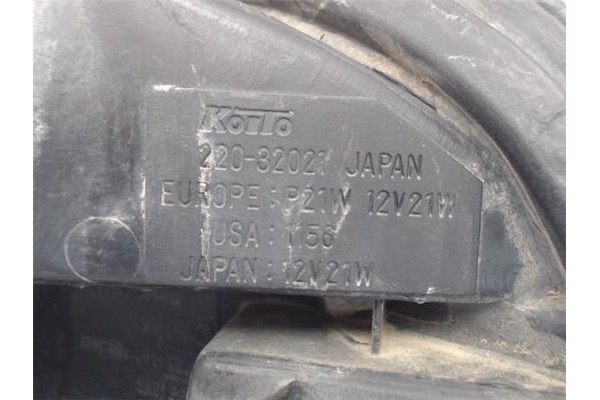 KOITO
220-32021 JAPAN
EUROPE : P21W 12V21W
USA : 1156
JAPAN : 12V21W